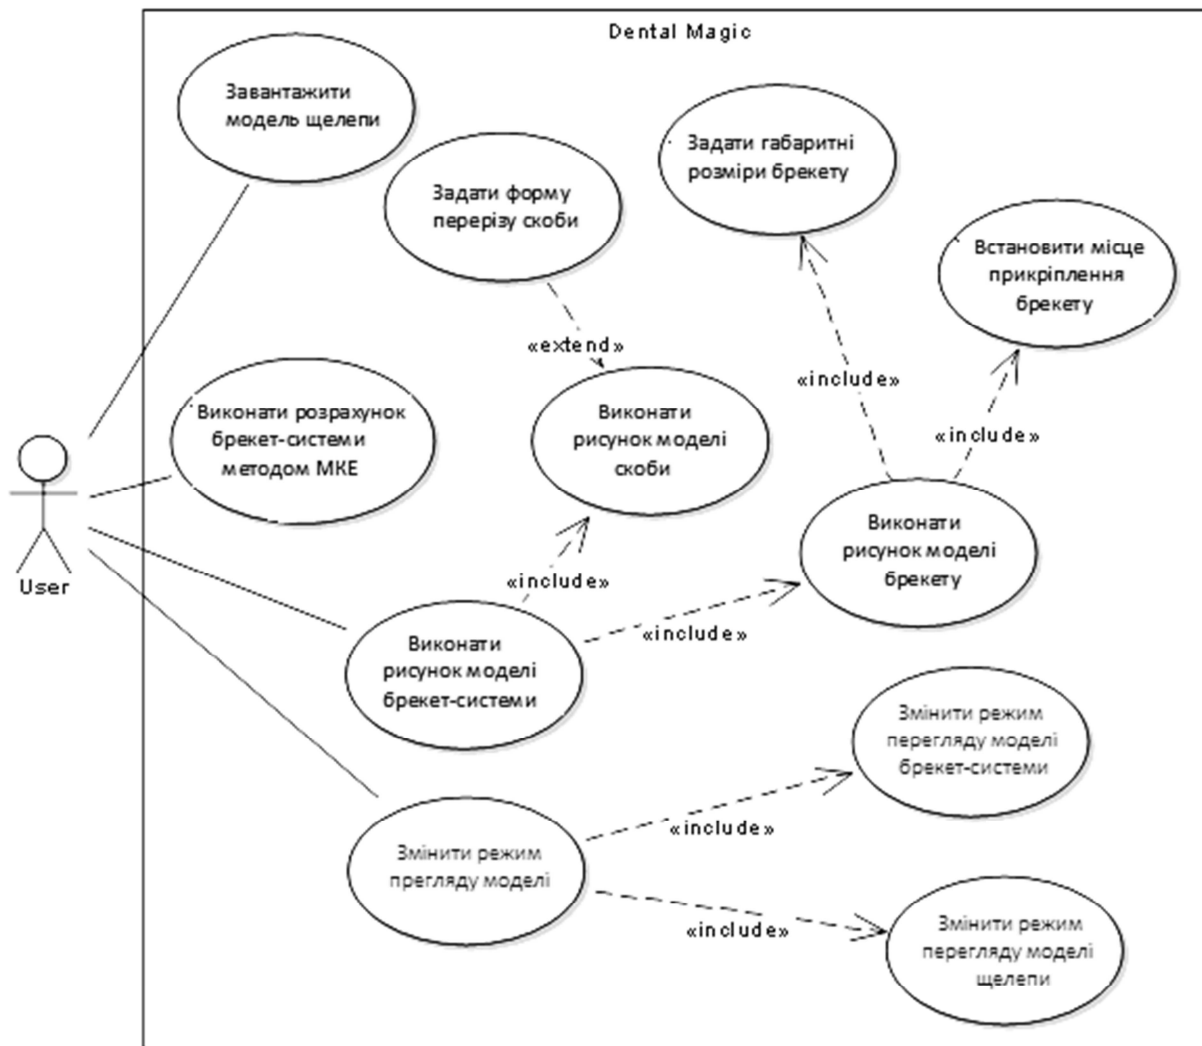 Dental Magic
Завантажити
модель щелепи
Задати форму
перерізу скоби
Задати габаритні
розміри брекету
Встановити місце
прикріплення
брекету
«extend»
«include»
«include»
Виконати розрахунок
брекет-системи
методом МКЕ
Виконати
рисунок моделі
скоби
Виконати
рисунок моделі
брекету
User
«include»
«include»
Виконати
рисунок моделі
брекет-системи
Змінити режим
перегляду моделі
брекет-системи
«include»
Змінити режим
прегляду моделі
«include»
Змінити режим
перегляду моделі
щелепи